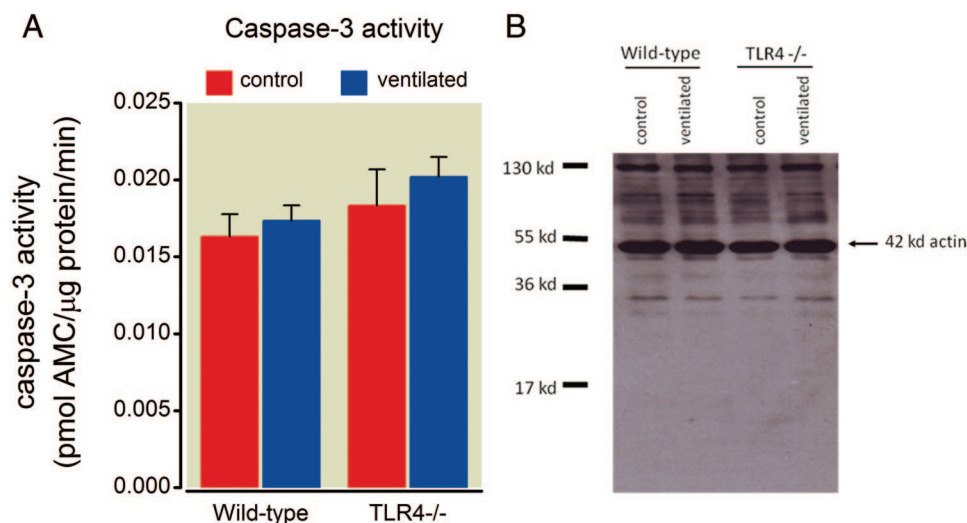 A
Caspase-3 activity
control ventilated
caspase-3 activity
(pmol AMC/µg protein/min)
0.025
0.020
0.015
0.010
0.005
0.000
Wild-type TLR4-/-
B
Wild-type TLR4 -/-
control ventilated control ventilated
130 kd
55 kd
42 kd actin
36 kd
17 kd